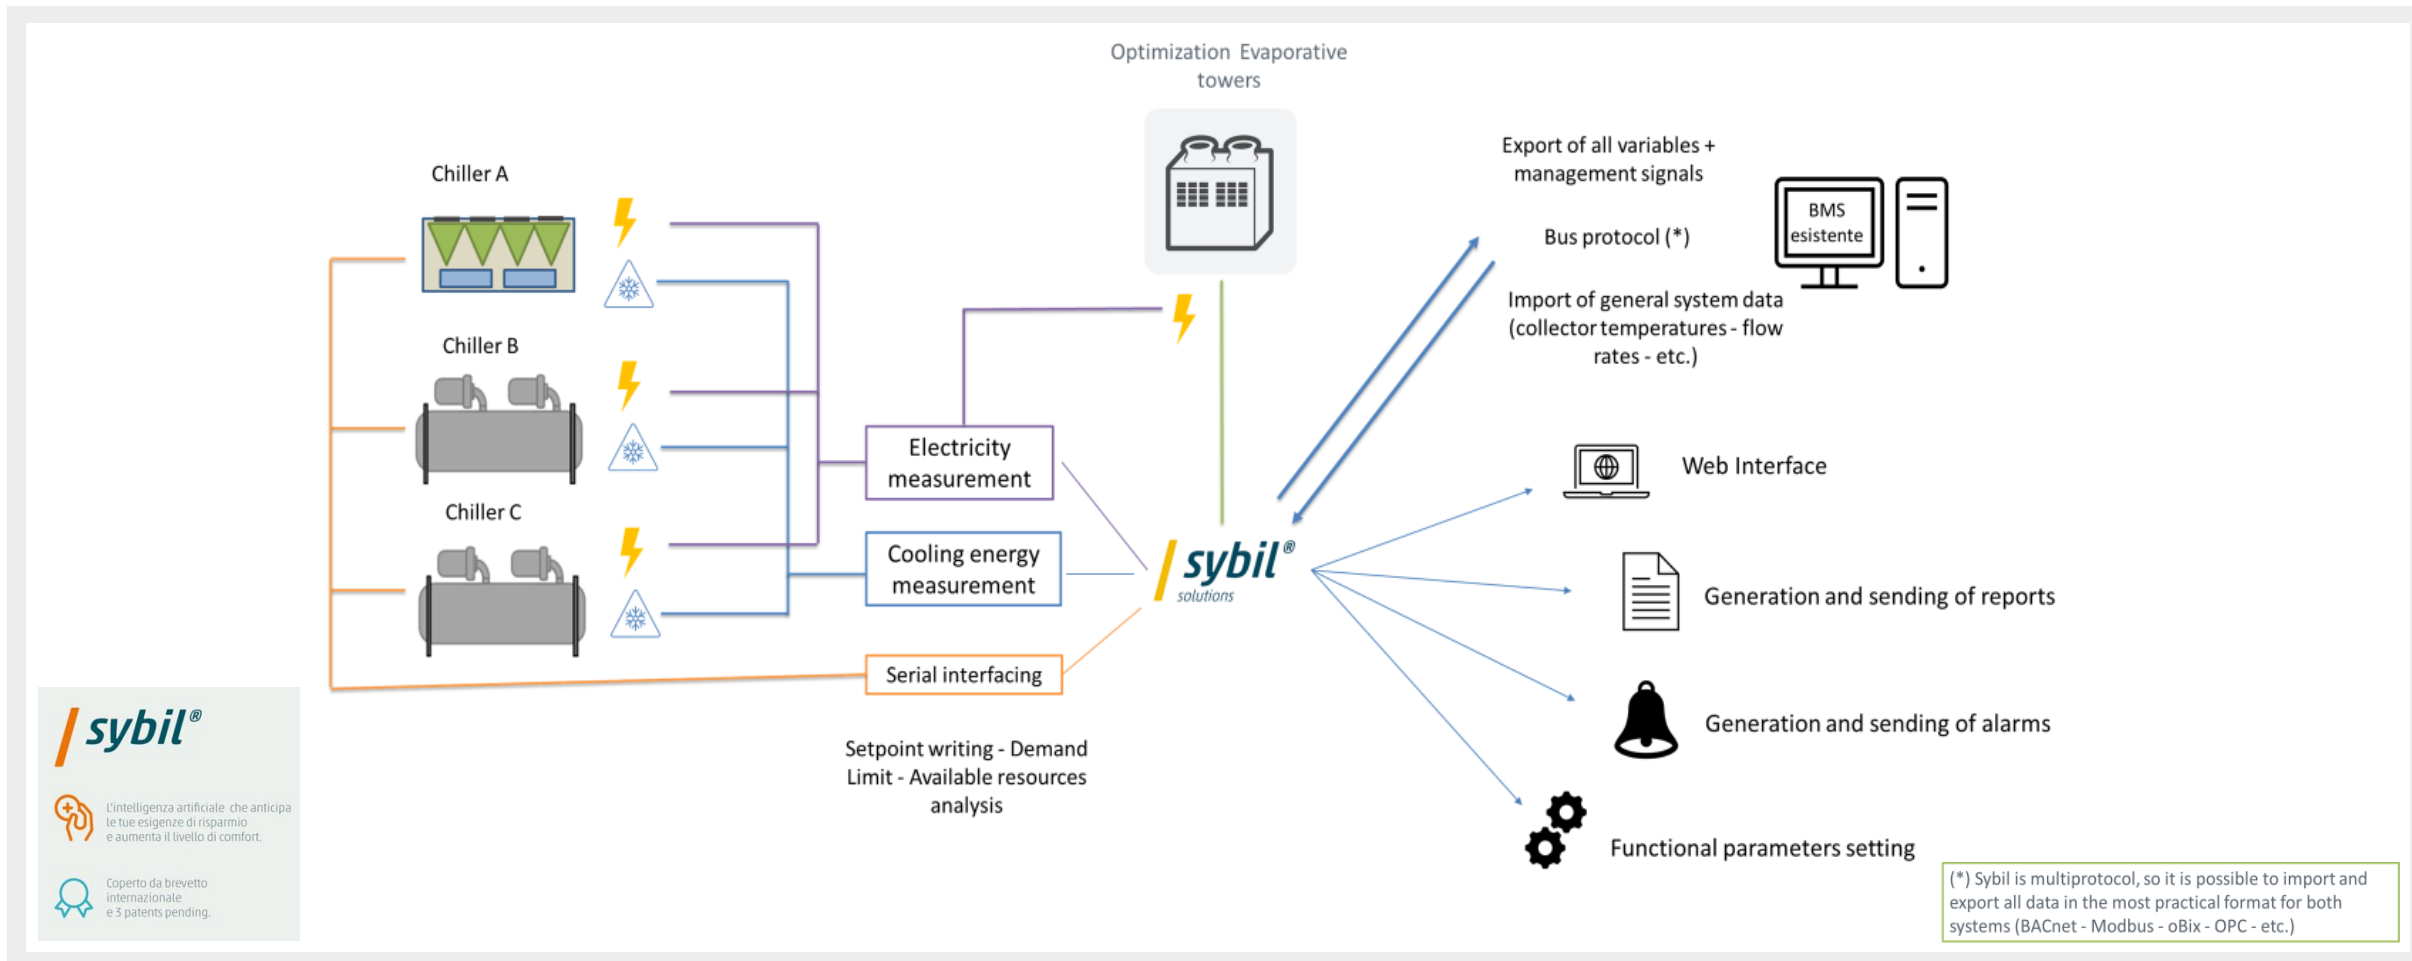 Optimization Evaporative
towers
Chiller A
Chiller B
Chiller C
Electricity
measurement
Cooling energy
measurement
Serial interfacing
Setpoint writing - Demand
Limit - Available resources
analysis
sybil®
solutions
Export of all variables +
management signals
Bus protocol (*)
Import of general system data
(collector temperatures - flow
rates - etc.)
BMS
esistente
Web Interface
Generation and sending of reports
Generation and sending of alarms
Functional parameters setting
(*) Sybil is multiprotocol, so it is possible to import and
export all data in the most practical format for both
systems (BACnet - Modbus - oBix - OPC - etc.)
sybil®
L'intelligenza artificiale che anticipa
le tue esigenze di risparmio
e aumenta il livello di comfort.
Coperto da brevetto
internazionale
e 3 patents pending.